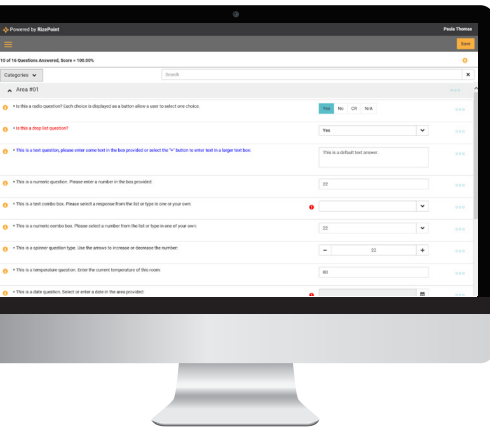 Powered by RizePoint
Paula Thomas
Save
10 of 16 Questions Answered, Score = 100.00%
Categories
Search
Area #01
* Is this a radio question? Each choice is displayed as a button allow a user to select one choice.
Yes No CR N/A
* Is this a drop list question?
Yes
* This is a text question, please enter some text in the box provided or select the "+" button to enter text in a larger text box.
This is a default text answer.
* This is a numeric question. Please enter a number in the box provided.
22
* This is a text combo box. Please select a response from the list or type in one or your own.
* This is a numeric combo box. Please select a number from the list or type in one of your own.
22
* This is a spinner question type. Use the arrows to increase or decrease the number.
− 22 +
* This is a temperature question. Enter the current temperature of this room.
80
* This is a date question. Select or enter a date in the area provided.